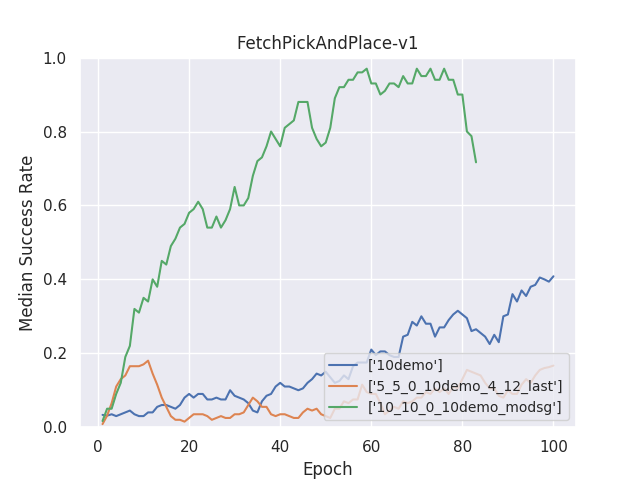 FetchPickAndPlace-v1
1.0
0.8
0.6
0.4
0.2
0.0
Median Success Rate
0
20
40
60
80
100
Epoch
['10demo']
['5_5_0_10demo_4_12_last']
['10_10_0_10demo_modsg']